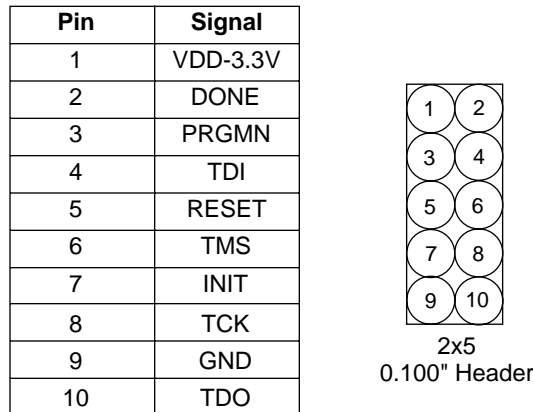 Pin Signal
1 VDD-3.3V
2 DONE
3 PRGMN
4 TDI
5 RESET
6 TMS
7 INIT
8 TCK
9 GND
10 TDO
1 2
3 4
5 6
7 8
9 10
2x5
0.100" Header